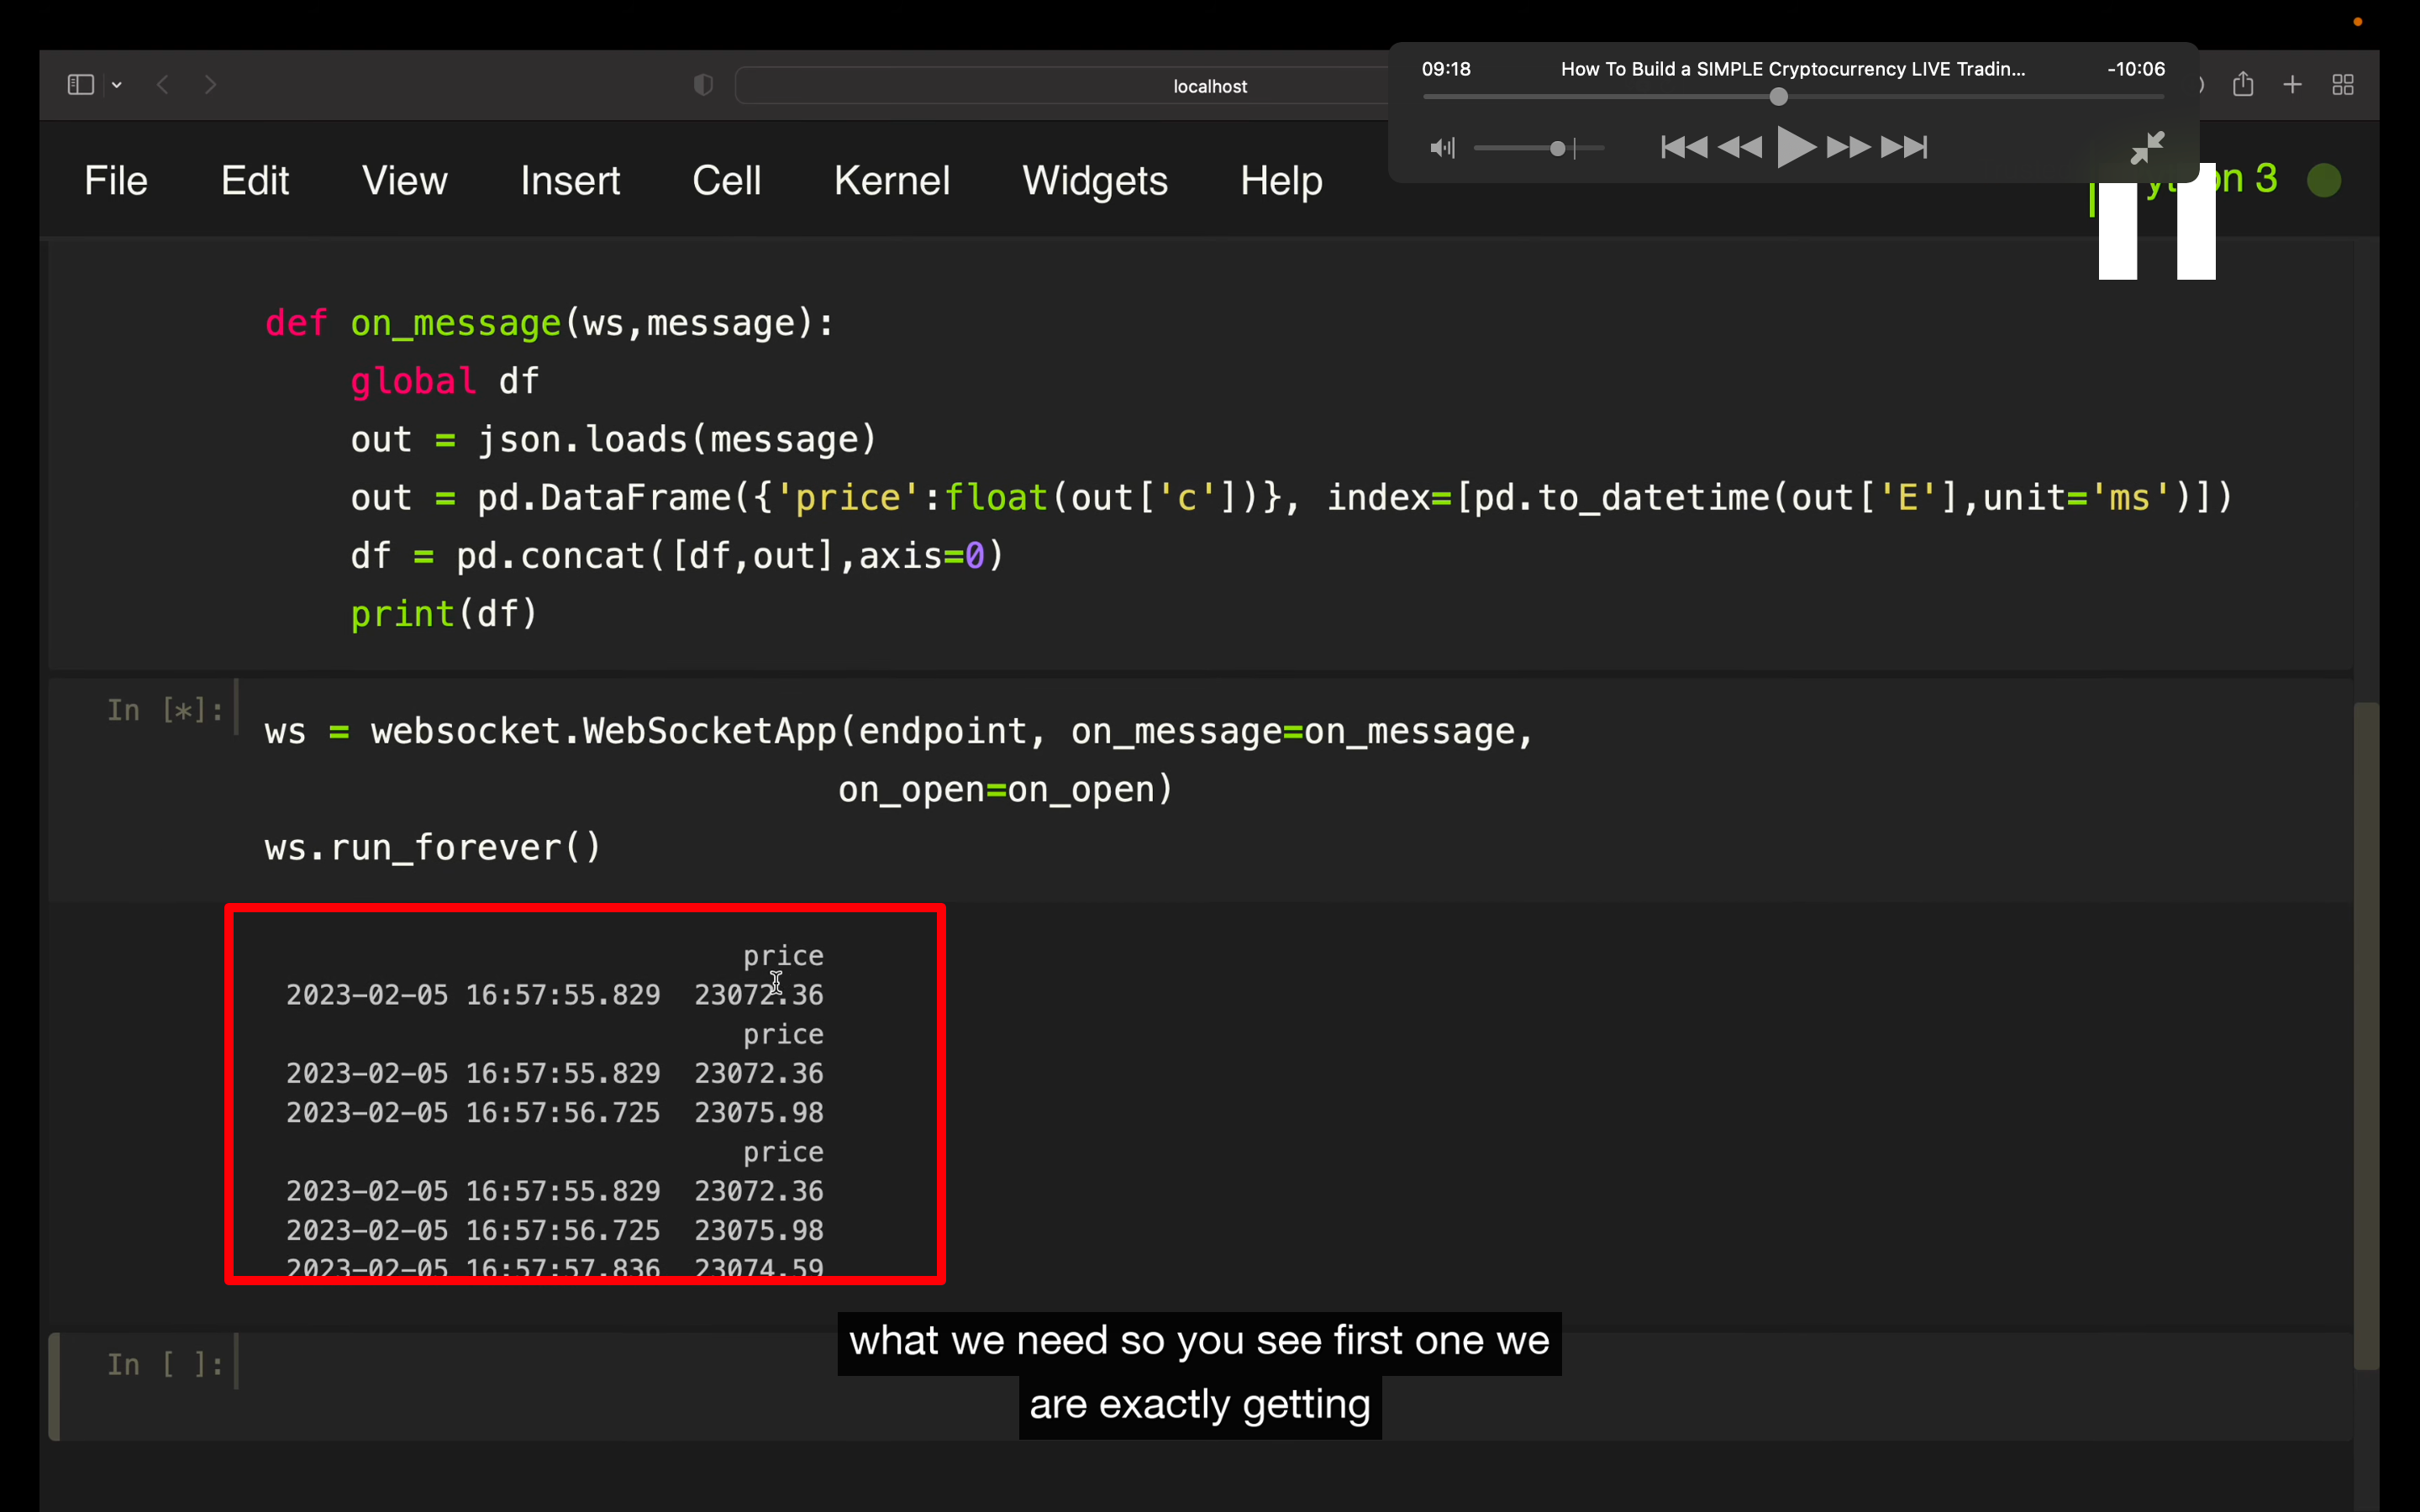 09:18 How To Build a SIMPLE Cryptocurrency LIVE Tradin... -10:06
localhost
File Edit View Insert Cell Kernel Widgets Help 3
def on_message(ws,message):
global df
out = json.loads(message)
out = pd.DataFrame({'price':float(out['c'])}, index=[pd.to_datetime(out['E'],unit='ms')])
df = pd.concat([df,out],axis=0)
print(df)
In [*]:
ws = websocket.WebSocketApp(endpoint, on_message=on_message,
on_open=on_open)
ws.run_forever()
price
2023-02-05 16:57:55.829 23072.36
price
2023-02-05 16:57:55.829 23072.36
2023-02-05 16:57:56.725 23075.98
price
2023-02-05 16:57:55.829 23072.36
2023-02-05 16:57:56.725 23075.98
2023-02-05 16:57:57.836 23074.59
In [ ]:
what we need so you see first one we
are exactly getting